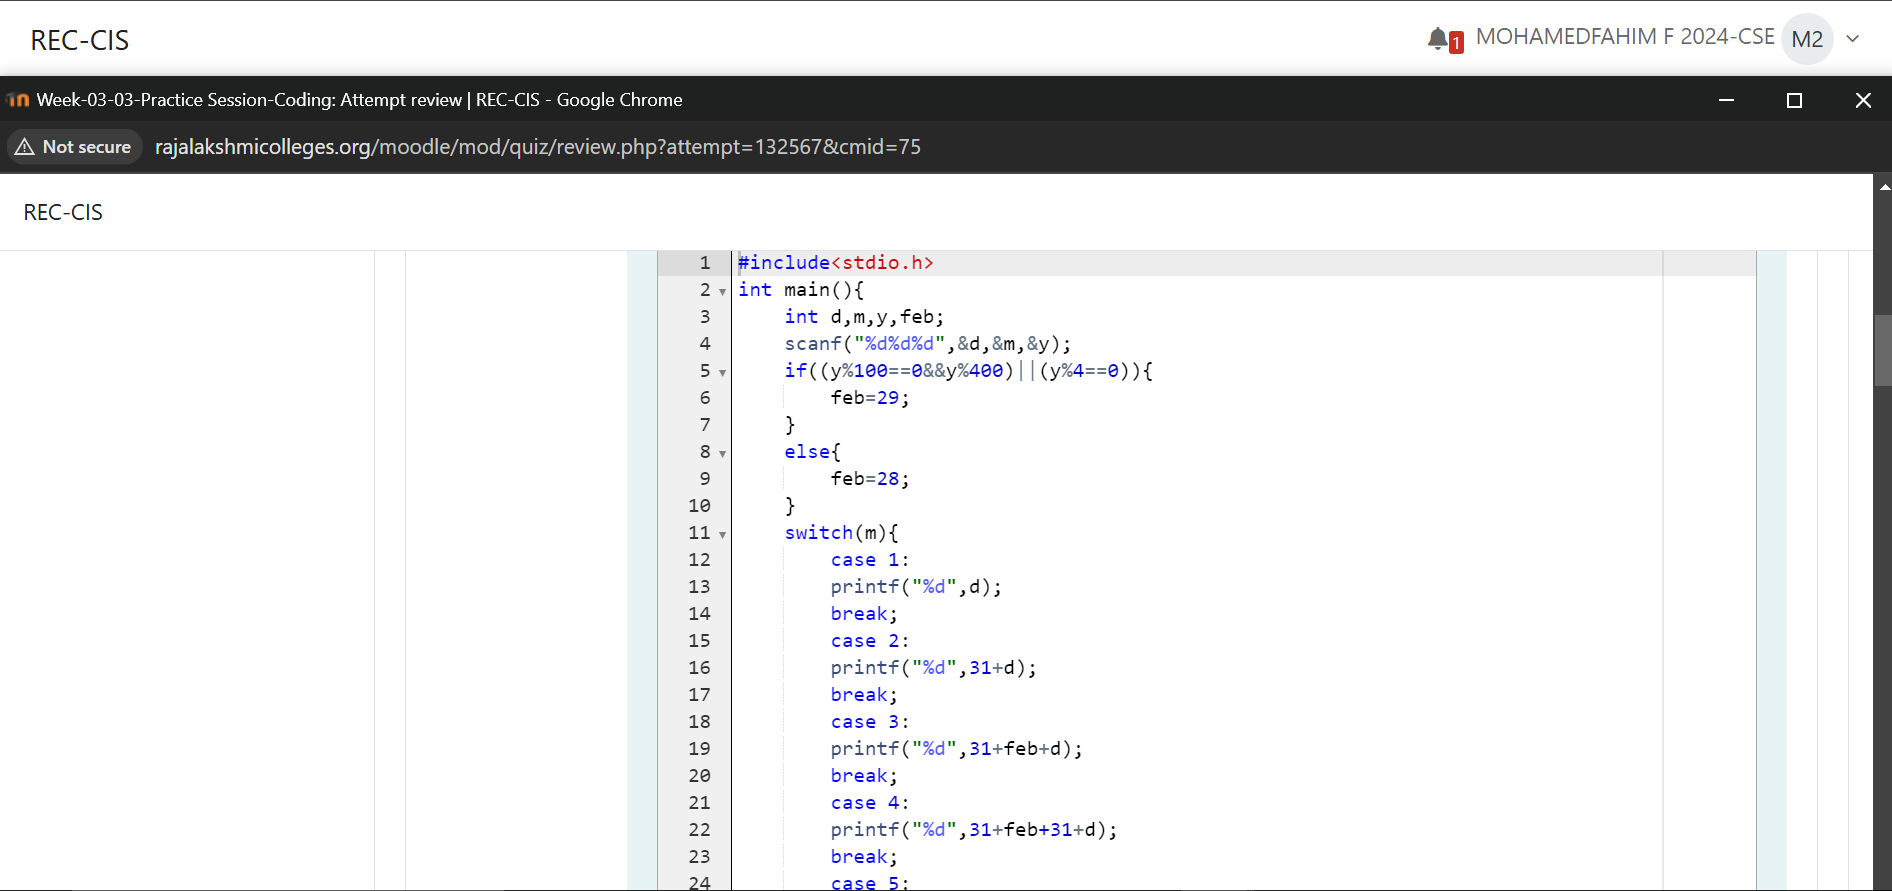 REC-CIS
1 MOHAMEDFAHIM F 2024-CSE M2
Week-03-03-Practice Session-Coding: Attempt review | REC-CIS - Google Chrome
Not secure rajalakshmicolleges.org/moodle/mod/quiz/review.php?attempt=132567&cmid=75
REC-CIS
1 #include<stdio.h>
2 int main(){
3 int d,m,y,feb;
4 scanf("%d%d%d",&d,&m,&y);
5 if((y%100==0&&y%400)||(y%4==0)){
6 feb=29;
7 }
8 else{
9 feb=28;
10 }
11 switch(m){
12 case 1:
13 printf("%d",d);
14 break;
15 case 2:
16 printf("%d",31+d);
17 break;
18 case 3:
19 printf("%d",31+feb+d);
20 break;
21 case 4:
22 printf("%d",31+feb+31+d);
23 break;
24 case 5: